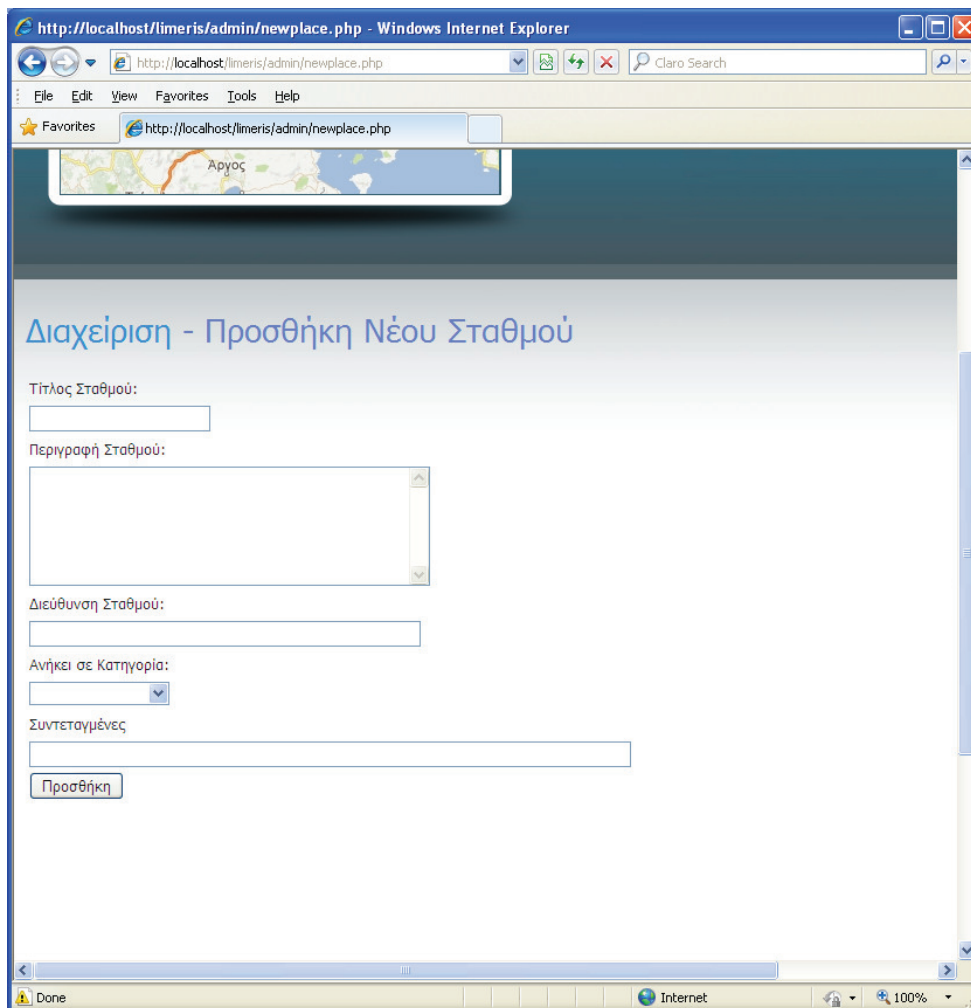 http://localhost/limeris/admin/newplace.php - Windows Internet Explorer
http://localhost/limeris/admin/newplace.php
Claro Search
File Edit View Favorites Tools Help
Favorites
http://localhost/limeris/admin/newplace.php
Άργος
Διαχείριση - Προσθήκη Νέου Σταθμού
Τίτλος Σταθμού:
Περιγραφή Σταθμού:
Διεύθυνση Σταθμού:
Ανήκει σε Κατηγορία:
Συντεταγμένες
Προσθήκη
Done
Internet
100%